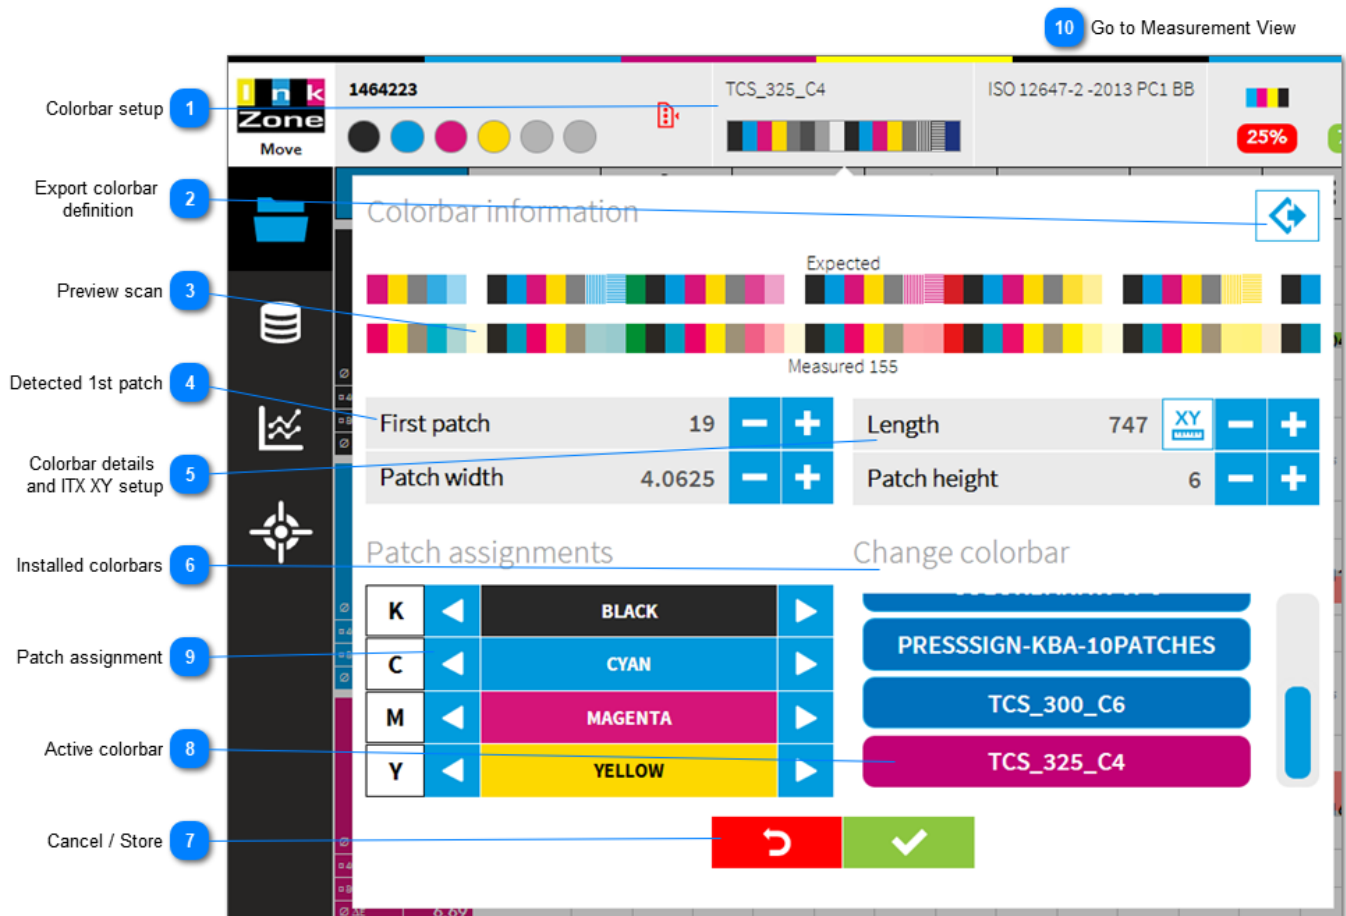 10 Go to Measurement View
Ink
Zone
Move
1464223
TCS_325_C4
ISO 12647-2 -2013 PC1 BB
25%
Colorbar setup 1
Export colorbar
definition
2
Colorbar information
Expected
Preview scan 3
Measured 155
Detected 1st patch 4
First patch 19
Length 747 XY
Colorbar details
and ITX XY setup
5
Patch width 4.0625
Patch height 6
Installed colorbars 6
Patch assignments
Change colorbar
K BLACK
Patch assignment 9
C CYAN
M MAGENTA
Y YELLOW
PRESSSIGN-KBA-10PATCHES
TCS_300_C6
Active colorbar 8
TCS_325_C4
Cancel / Store 7
6.69